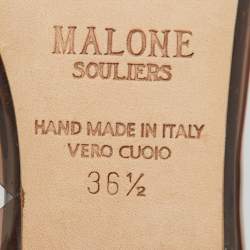 MALONE
SOULIERS
HAND MADE IN ITALY
VERO CUOIO
36½